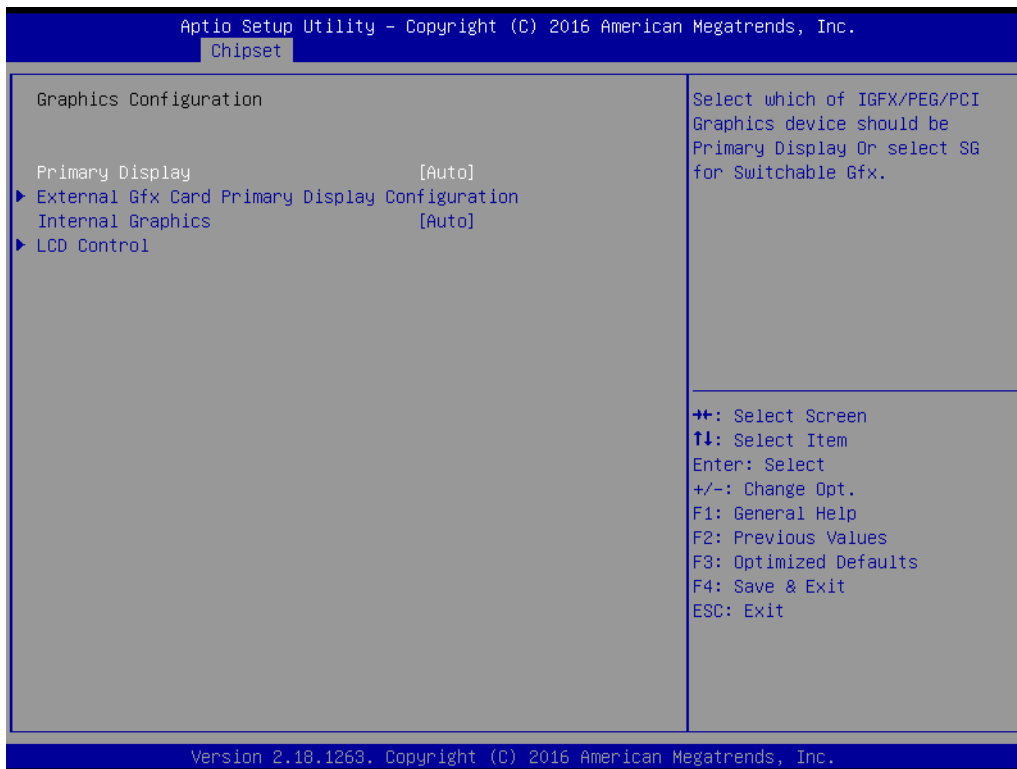 Aptio Setup Utility – Copyright (C) 2016 American Megatrends, Inc.
Chipset
Graphics Configuration
Primary Display [Auto]
External Gfx Card Primary Display Configuration
Internal Graphics [Auto]
LCD Control
Select which of IGFX/PEG/PCI
Graphics device should be
Primary Display Or select SG
for Switchable Gfx.
→←: Select Screen
↑↓: Select Item
Enter: Select
+/-: Change Opt.
F1: General Help
F2: Previous Values
F3: Optimized Defaults
F4: Save & Exit
ESC: Exit
Version 2.18.1263. Copyright (C) 2016 American Megatrends, Inc.